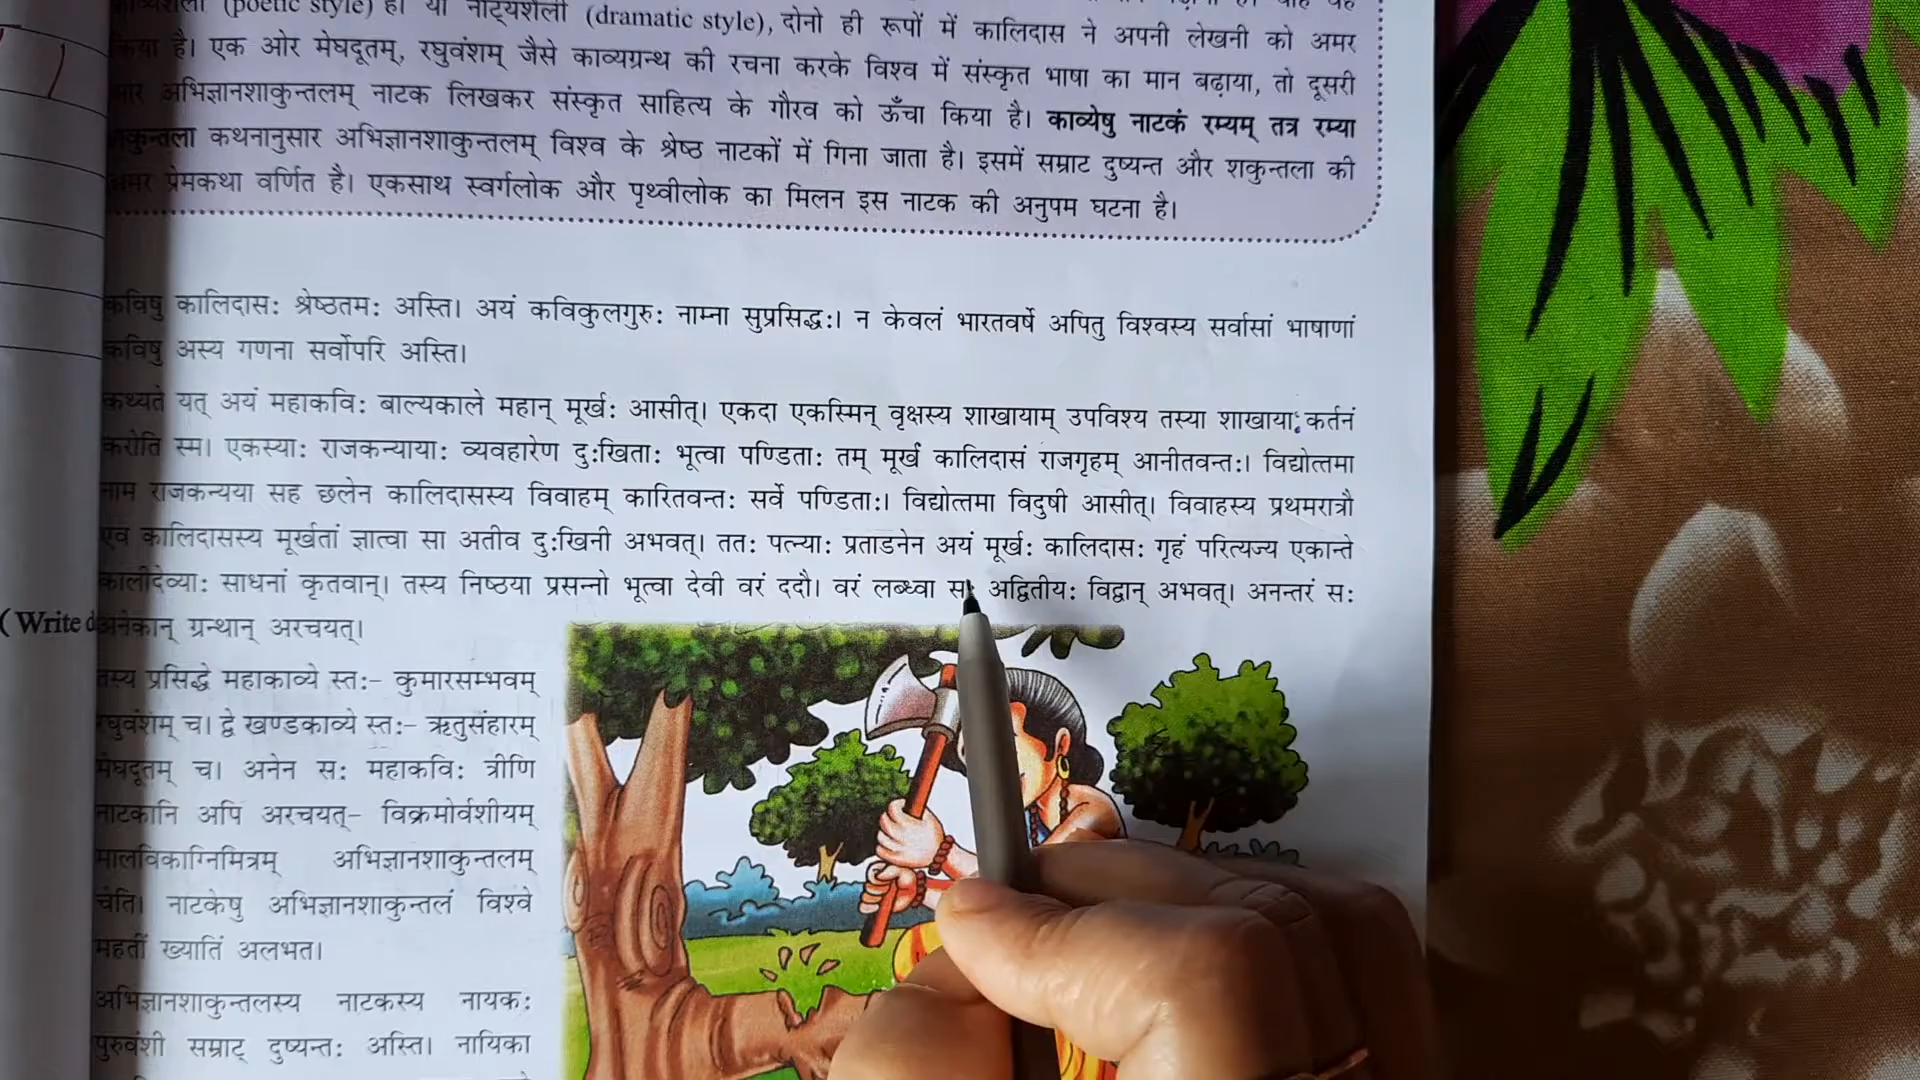 (poetic style) हो या नाट्यशैली (dramatic style), दोनो ही रूपों में कालिदास ने अपनी लेखनी को अमर
किया है। एक ओर मेघदूतम्, रघुवंशम् जैसे काव्यग्रन्थ की रचना करके विश्व में संस्कृत भाषा का मान बढ़ाया, तो दूसरी
अभिज्ञानशाकुन्तलम् नाटक लिखकर संस्कृत साहित्य के गौरव को ऊँचा किया है। काव्येषु नाटकं रम्यम् तत्र रम्या
शकुन्तला कथनानुसार अभिज्ञानशाकुन्तलम् विश्व के श्रेष्ठ नाटकों में गिना जाता है। इसमें सम्राट दुष्यन्त और शकुन्तला की
अमर प्रेमकथा वर्णित है। एकसाथ स्वर्गलोक और पृथ्वीलोक का मिलन इस नाटक की अनुपम घटना है।
कविषु कालिदासः श्रेष्ठतमः अस्ति। अयं कविकुलगुरुः नाम्ना सुप्रसिद्धः। न केवलं भारतवर्षे अपितु विश्वस्य सर्वासां भाषाणां
कविषु अस्य गणना सर्वोपरि अस्ति।
कथ्यते यत् अयं महाकविः बाल्यकाले महान् मूर्खः आसीत्। एकदा एकस्मिन् वृक्षस्य शाखायाम् उपविश्य तस्या शाखायाः कर्तनं
करोति स्म। एकस्याः राजकन्यायाः व्यवहारेण दुःखिताः भूत्वा पण्डिताः तम् मूर्ख कालिदासं राजगृहम् आनीतवन्तः। विद्योत्तमा
नाम राजकन्यया सह छलेन कालिदासस्य विवाहम् कारितवन्तः सर्वे पण्डिताः। विद्योत्तमा विदुषी आसीत्। विवाहस्य प्रथमरात्रौ
एव कालिदासस्य मूर्खतां ज्ञात्वा सा अतीव दुःखिनी अभवत्। ततः पत्न्याः प्रताडनेन अयं मूर्खः कालिदासः गृहं परित्यज्य एकान्ते
कालीदेव्याः साधनां कृतवान्। तस्य निष्ठया प्रसन्नो भूत्वा देवी वरं ददौ। वरं लब्ध्वा सः अद्वितीयः विद्वान् अभवत्। अनन्तरं सः
(Write d
अनेकान् ग्रन्थान् अरचयत्।
तस्य प्रसिद्धे महाकाव्ये स्तः– कुमारसम्भवम्
रघुवंशम् च। द्वे खण्डकाव्ये स्तः– ऋतुसंहारम्
मेघदूतम् च। अनेन सः महाकविः त्रीणि
नाटकानि अपि अरचयत्– विक्रमोर्वशीयम्
मालविकाग्निमित्रम् अभिज्ञानशाकुन्तलम्
चेति। नाटकेषु अभिज्ञानशाकुन्तलं विश्वे
महतीं ख्यातिं अलभत।
अभिज्ञानशाकुन्तलस्य नाटकस्य नायकः
पुरुवंशी सम्राट् दुष्यन्तः अस्ति। नायिका